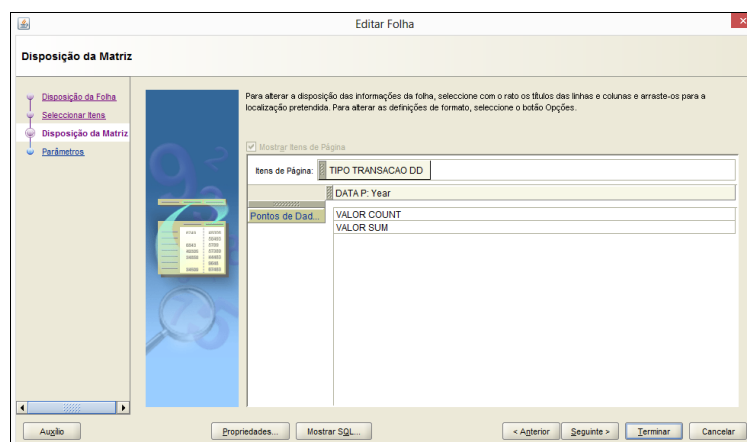 Editar Folha
Disposição da Matriz
Disposição da Folha
Seleccionar Itens
Disposição da Matriz
Parâmetros
Para alterar a disposição das informações da folha, seleccione com o rato os títulos das linhas e colunas e arraste-os para a
localização pretendida. Para alterar as definições de formato, seleccione o botão Opções.
Mostrar Itens de Página
Itens de Página: TIPO TRANSACAO DD
DATA P: Year
Pontos de Dad... VALOR COUNT
VALOR SUM
Auxílio
Propriedades...
Mostrar SQL...
< Anterior
Seguinte >
Terminar
Cancelar